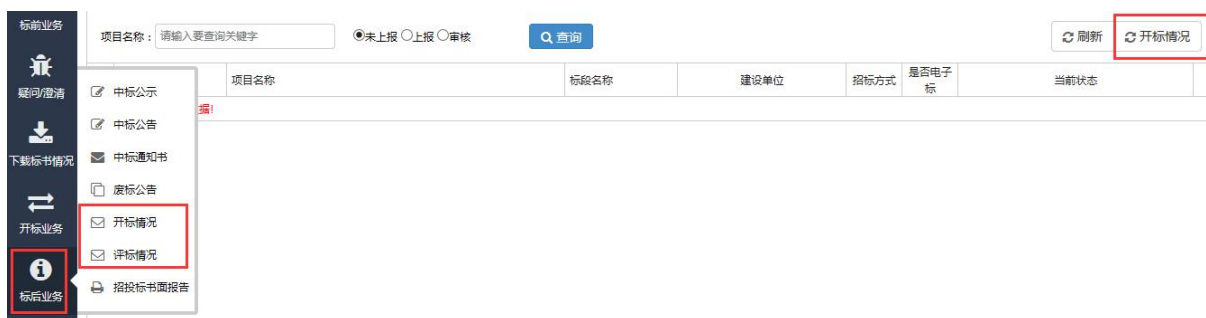 标前业务
项目名称： 请输入要查询关键字 未上报 上报 审核 查询 刷新 开标情况
疑问/澄清
项目名称 标段名称 建设单位 招标方式 是否电子标 当前状态
据!
中标公示
中标公告
下载标书情况
中标通知书
废标公告
开标业务
开标情况
评标情况
标后业务
招投标书面报告